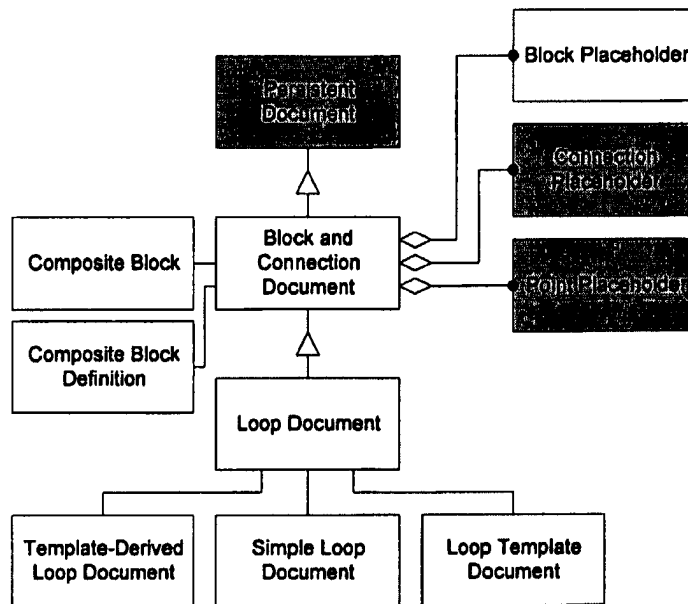 Block Placeholder
Persistent
Document
Connection
Placeholder
Block and
Connection
Document
Composite Block
Point Placeholder
Composite Block
Definition
Loop Document
Template-Derived
Loop Document
Simple Loop
Document
Loop Template
Document